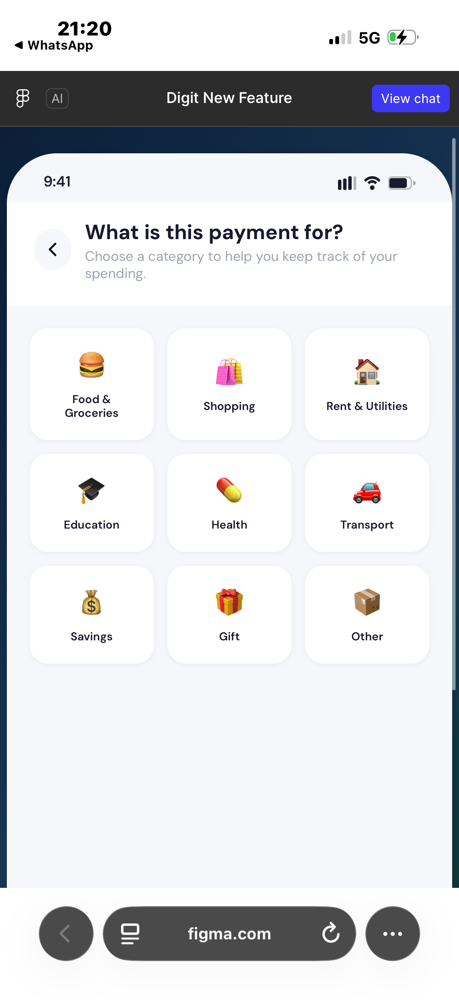 21:20
◀ WhatsApp
5G
AI
Digit New Feature
View chat
9:41
What is this payment for?
Choose a category to help you keep track of your
spending.
Food &
Groceries
Shopping
Rent & Utilities
Education
Health
Transport
$
Savings
Gift
Other
figma.com